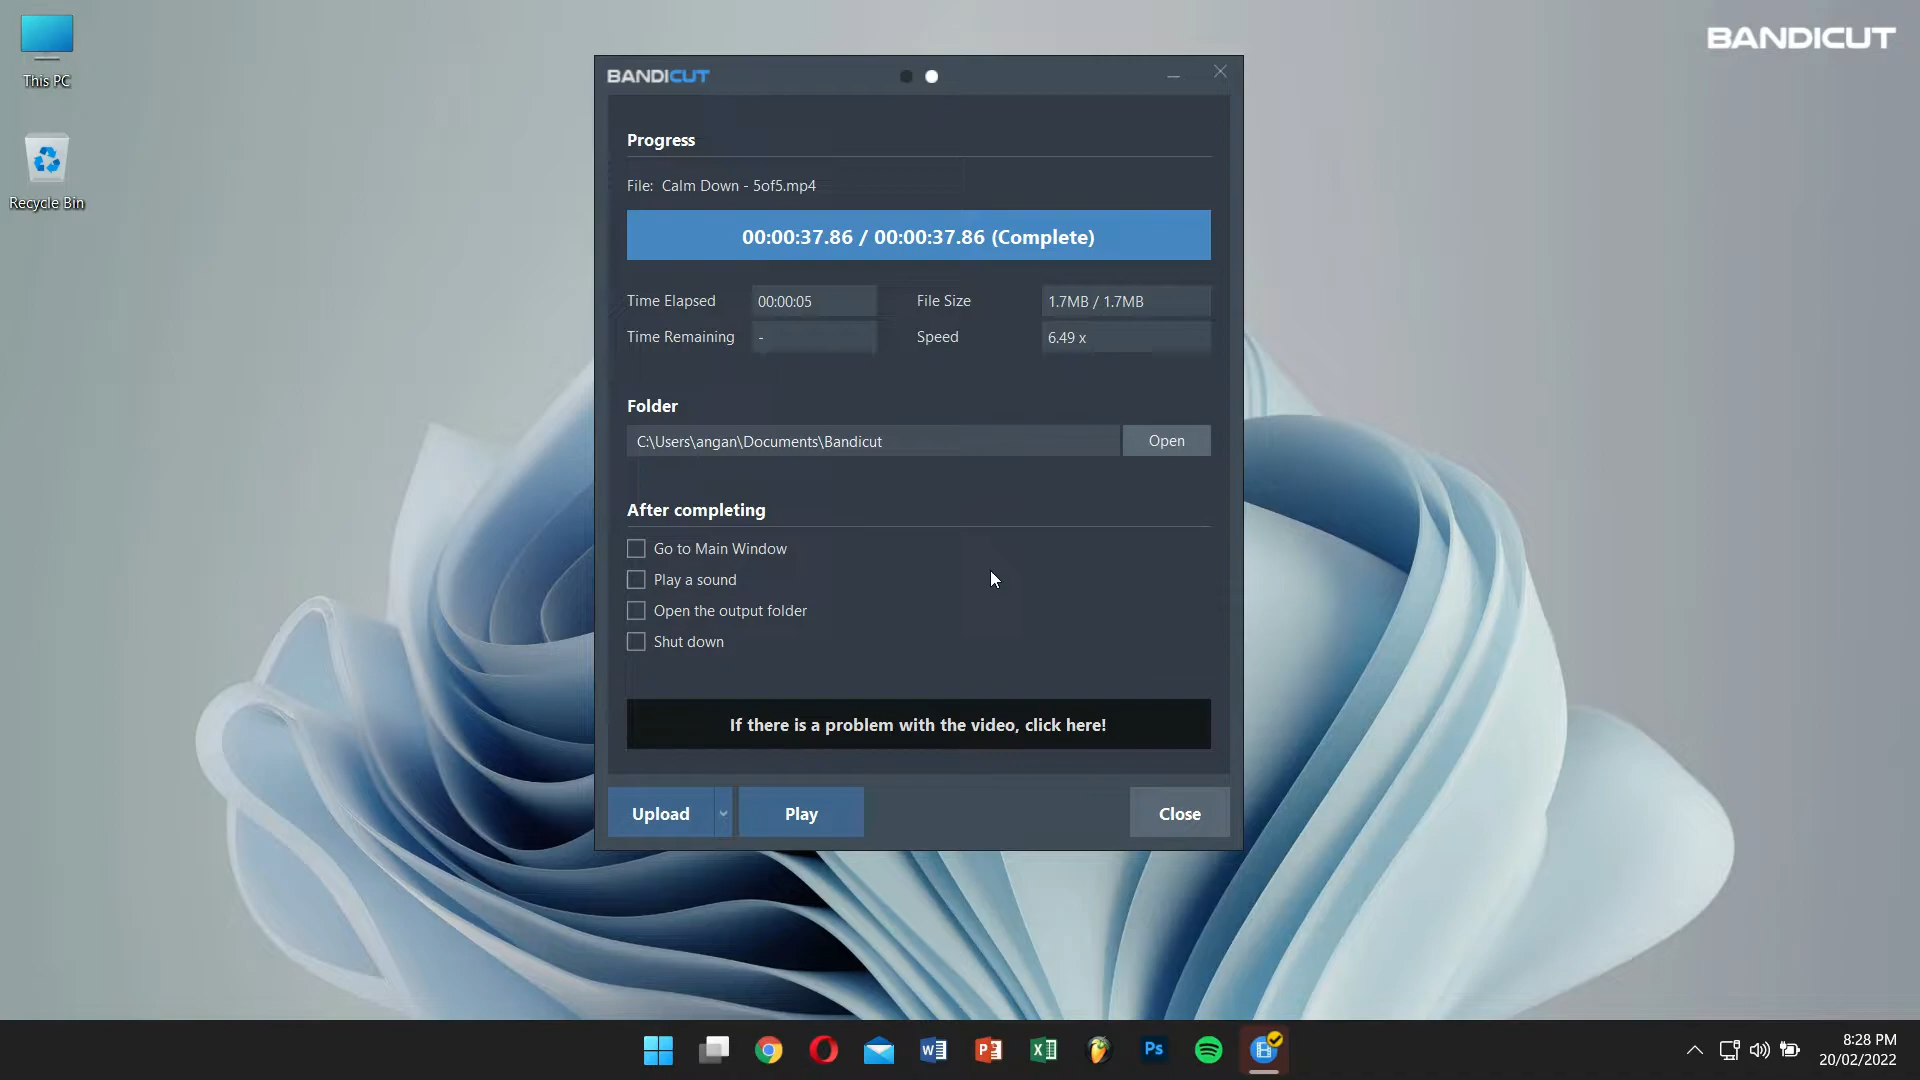 This PC
Recycle Bin
BANDICUT
BANDICUT
Progress
File: Calm Down - 5of5.mp4
00:00:37.86 / 00:00:37.86 (Complete)
Time Elapsed 00:00:05 File Size 1.7MB / 1.7MB
Time Remaining - Speed 6.49 x
Folder
C:\Users\angan\Documents\Bandicut Open
After completing
Go to Main Window
Play a sound
Open the output folder
Shut down
If there is a problem with the video, click here!
Upload Play Close
W P X Ps
8:28 PM
20/02/2022